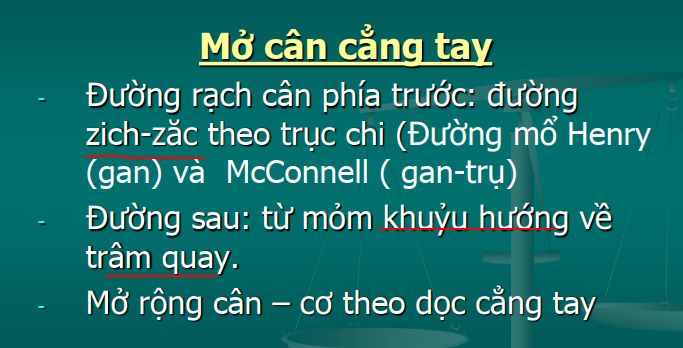 Mở cân cẳng tay
- Đường rạch cân phía trước: đường
zich-zăc theo trục chi (Đường mổ Henry
(gan) và McConnell ( gan-trụ)
- Đường sau: từ mỏm khuỷu hướng về
trâm quay.
- Mở rộng cân – cơ theo dọc cẳng tay